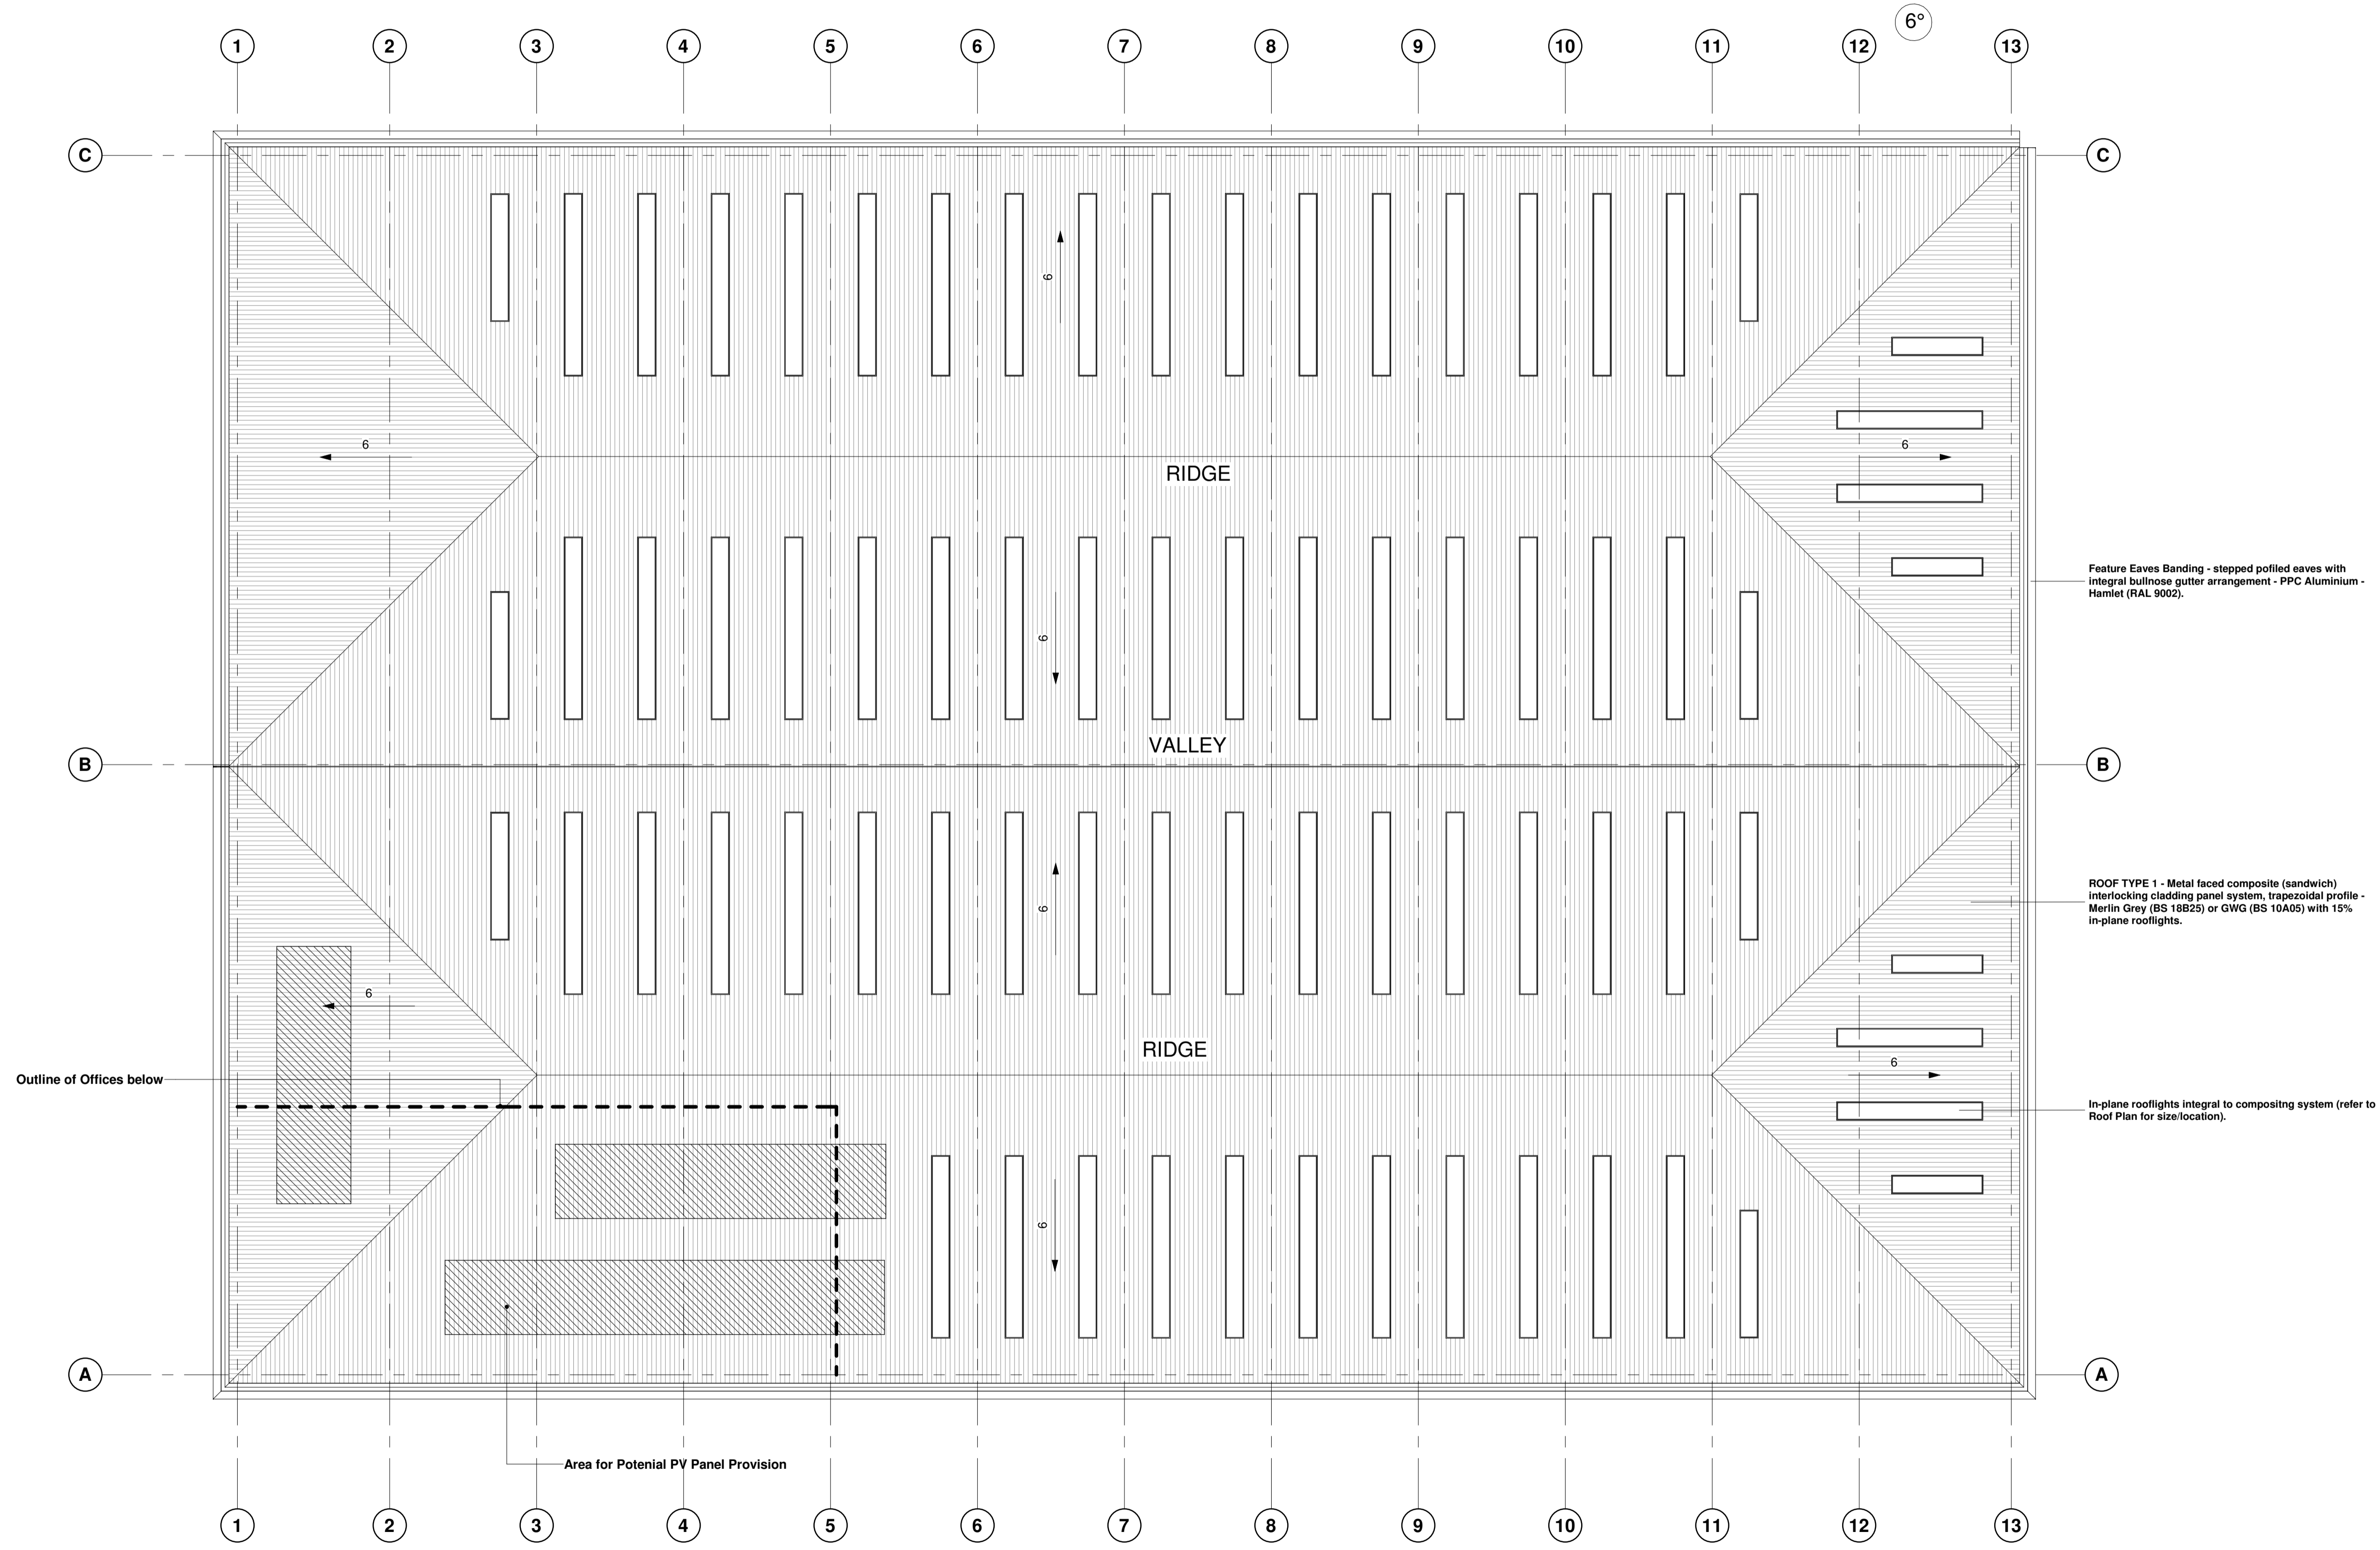 6°
1 2 3 4 5 6 7 8 9 10 11 12 13
C C
6
6 6
RIDGE
Feature Eaves Banding - stepped pofiled eaves with
integral bullnose gutter arrangement - PPC Aluminium -
Hamlet (RAL 9002).
6
VALLEY
B B
ROOF TYPE 1 - Metal faced composite (sandwich)
interlocking cladding panel system, trapezoidal profile -
Merlin Grey (BS 18B25) or GWG (BS 10A05) with 15%
in-plane rooflights.
6
6
RIDGE
6
Outline of Offices below
In-plane rooflights integral to compositng system (refer to
Roof Plan for size/location).
6
A A
Area for Potenial PV Panel Provision
1 2 3 4 5 6 7 8 9 10 11 12 13